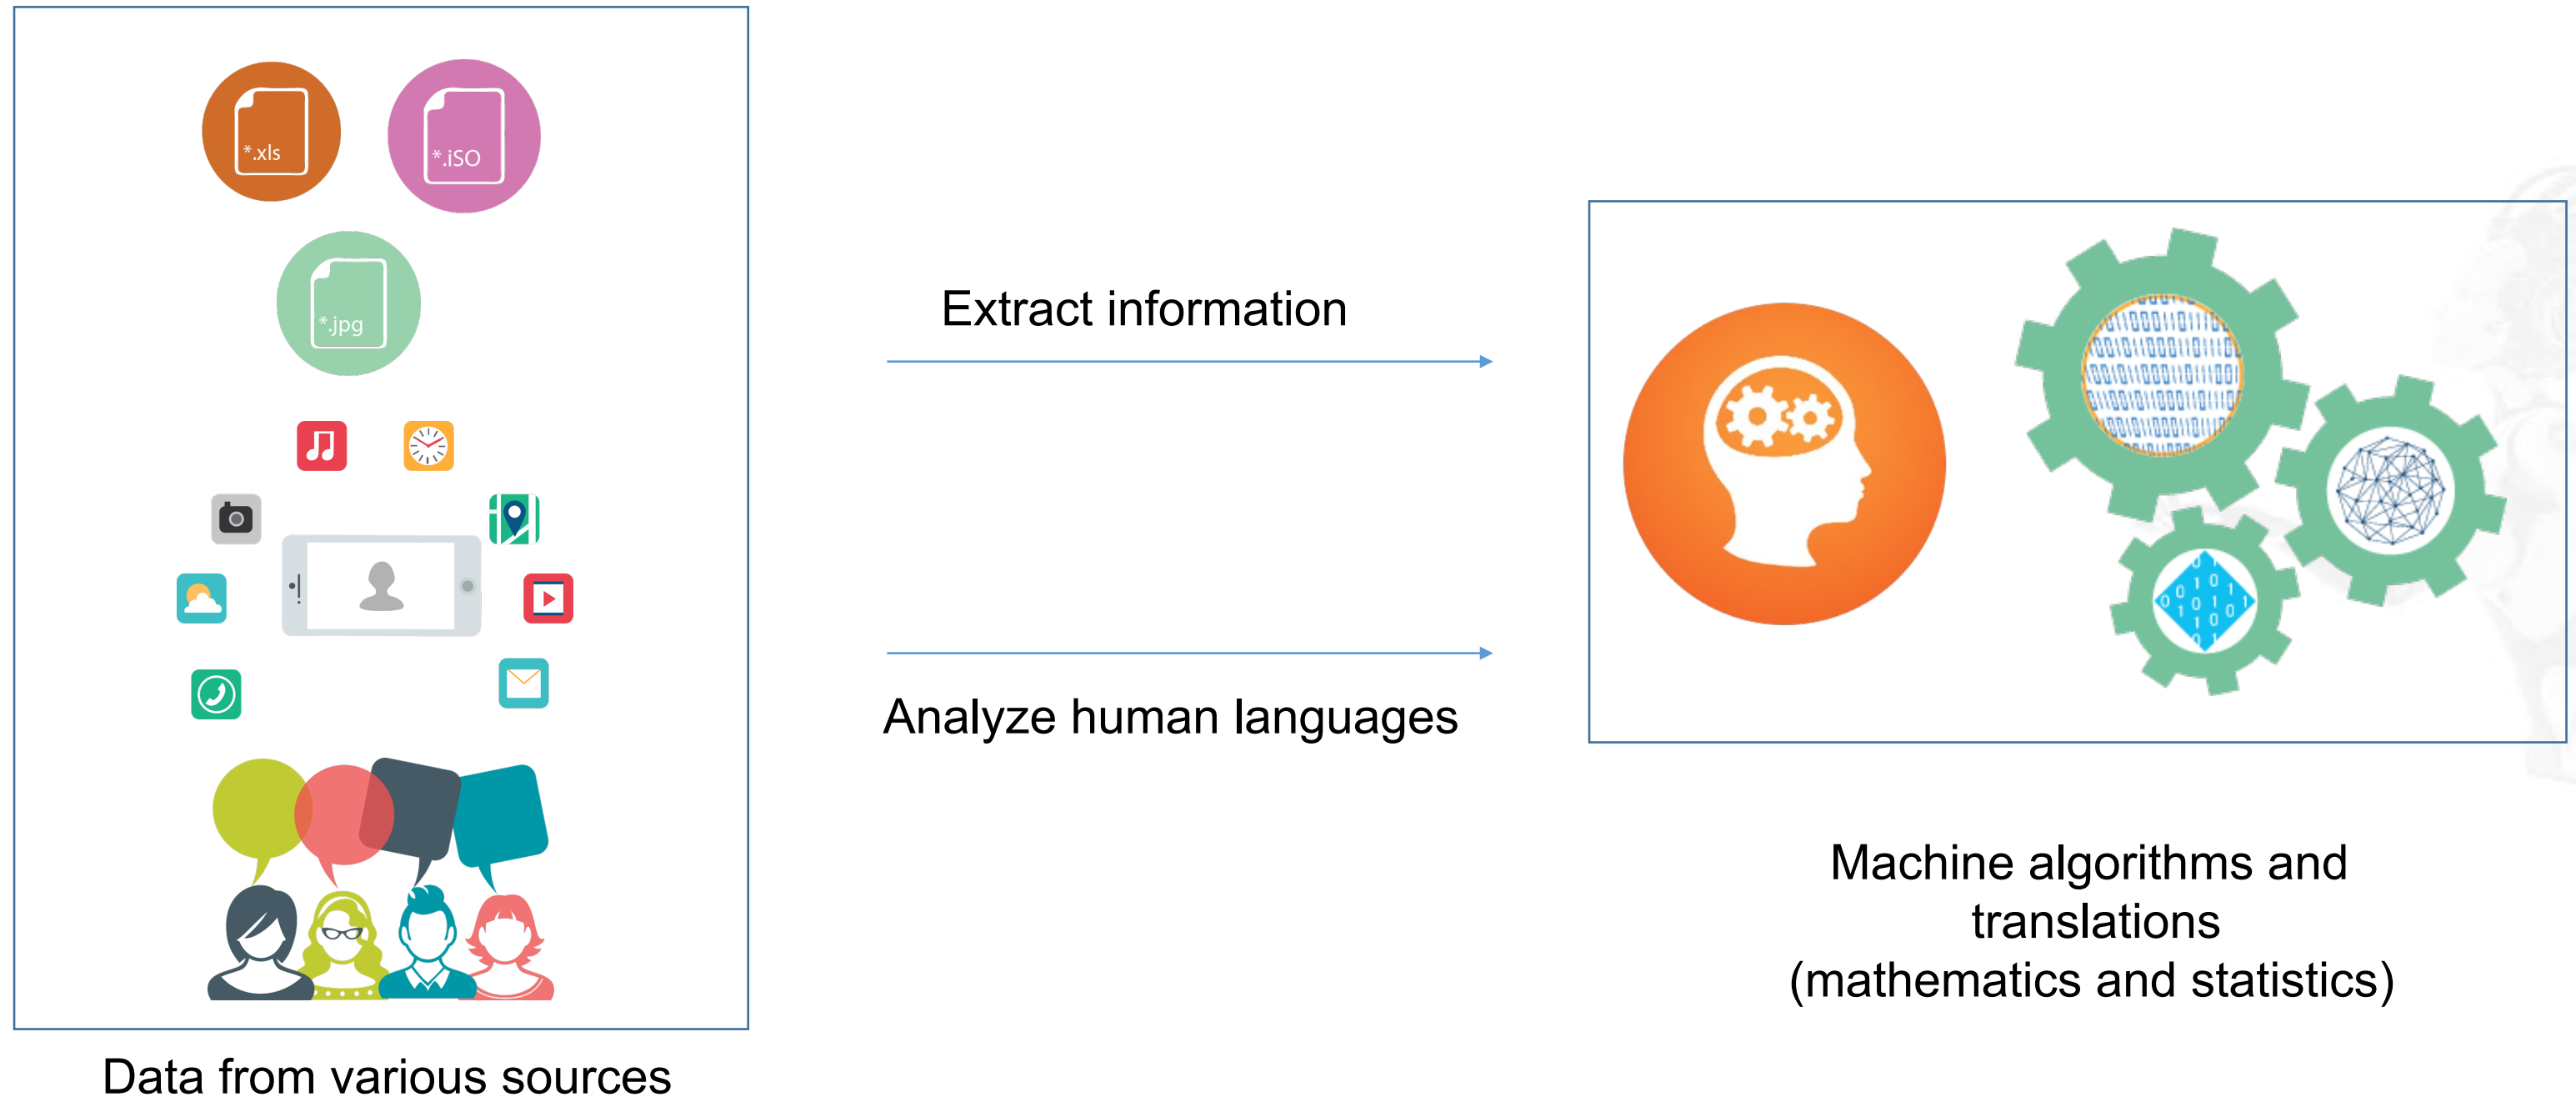 *.xls
*.iSO
*.jpg
Extract information
Analyze human languages
Machine algorithms and
translations
(mathematics and statistics)
Data from various sources